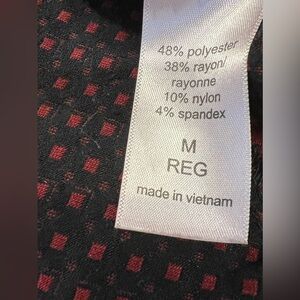 48% polyester
38% rayon/
rayonne
10% nylon
4% spandex
M
REG
made in vietnam